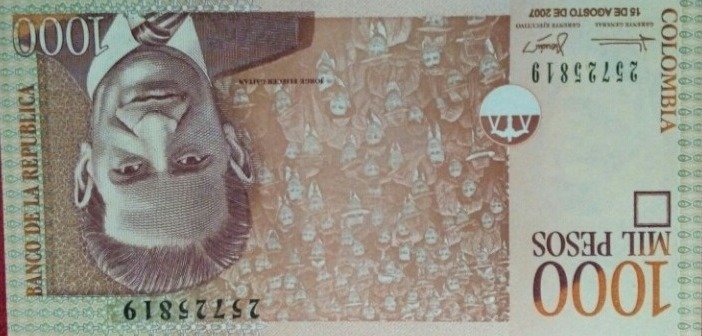 1000
MIL PESOS
25725819
COLOMBIA
BANCO DE LA REPUBLICA
JORGE ELIECER GAITAN
25725819
GERENTE GENERAL GERENTE EJECUTIVO
15 DE AGOSTO DE 2007
1000